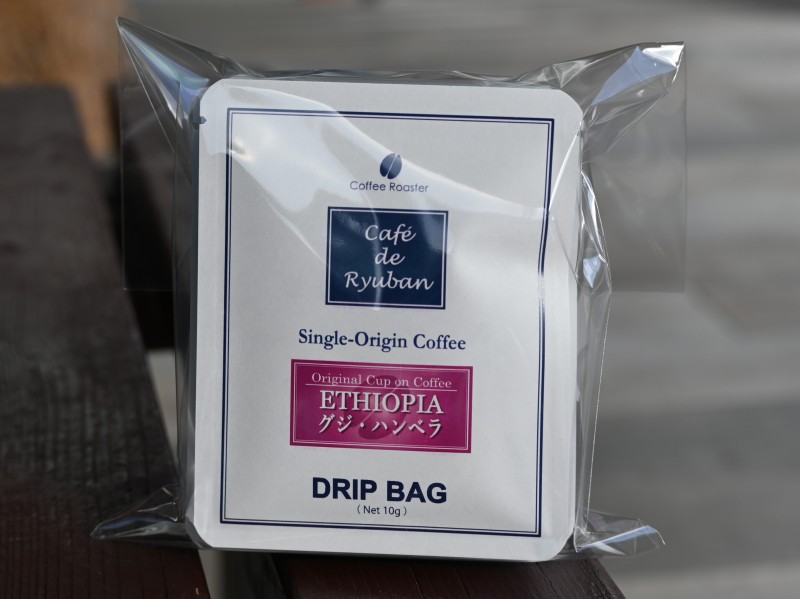 Coffee Roaster
Café
de
Ryuban
Single-Origin Coffee
Original Cup on Coffee
ETHIOPIA
グジ・ハンベラ
DRIP BAG
( Net 10g )